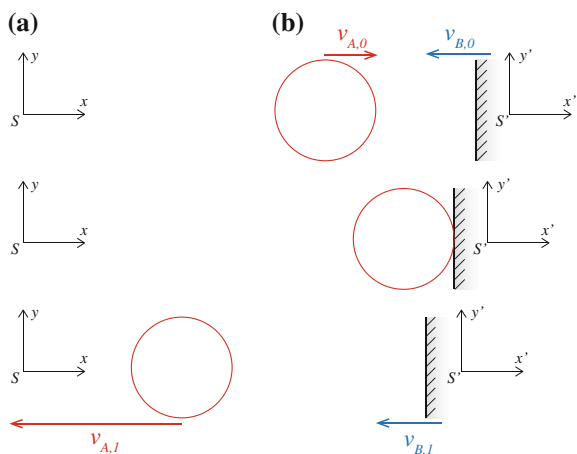 (a) (b)
v_A,0 v_B,0
y y'
x x'
S S'
y y'
x x'
S S'
y y'
x x'
S S'
v_A,1 v_B,1